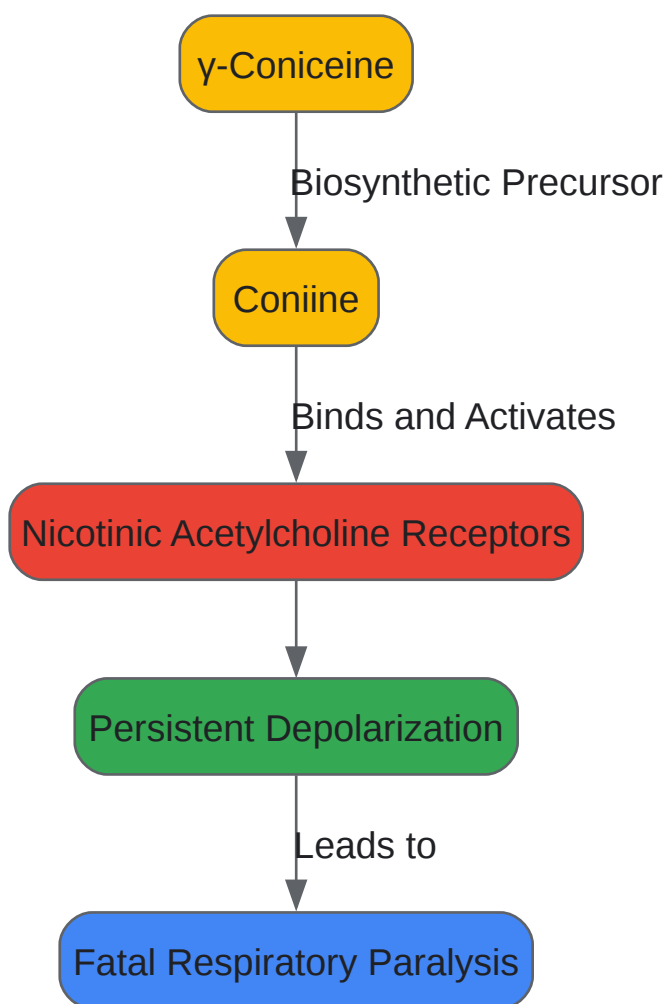 γ-Coniceine
Biosynthetic Precursor
Coniine
Binds and Activates
Nicotinic Acetylcholine Receptors
Persistent Depolarization
Leads to
Fatal Respiratory Paralysis